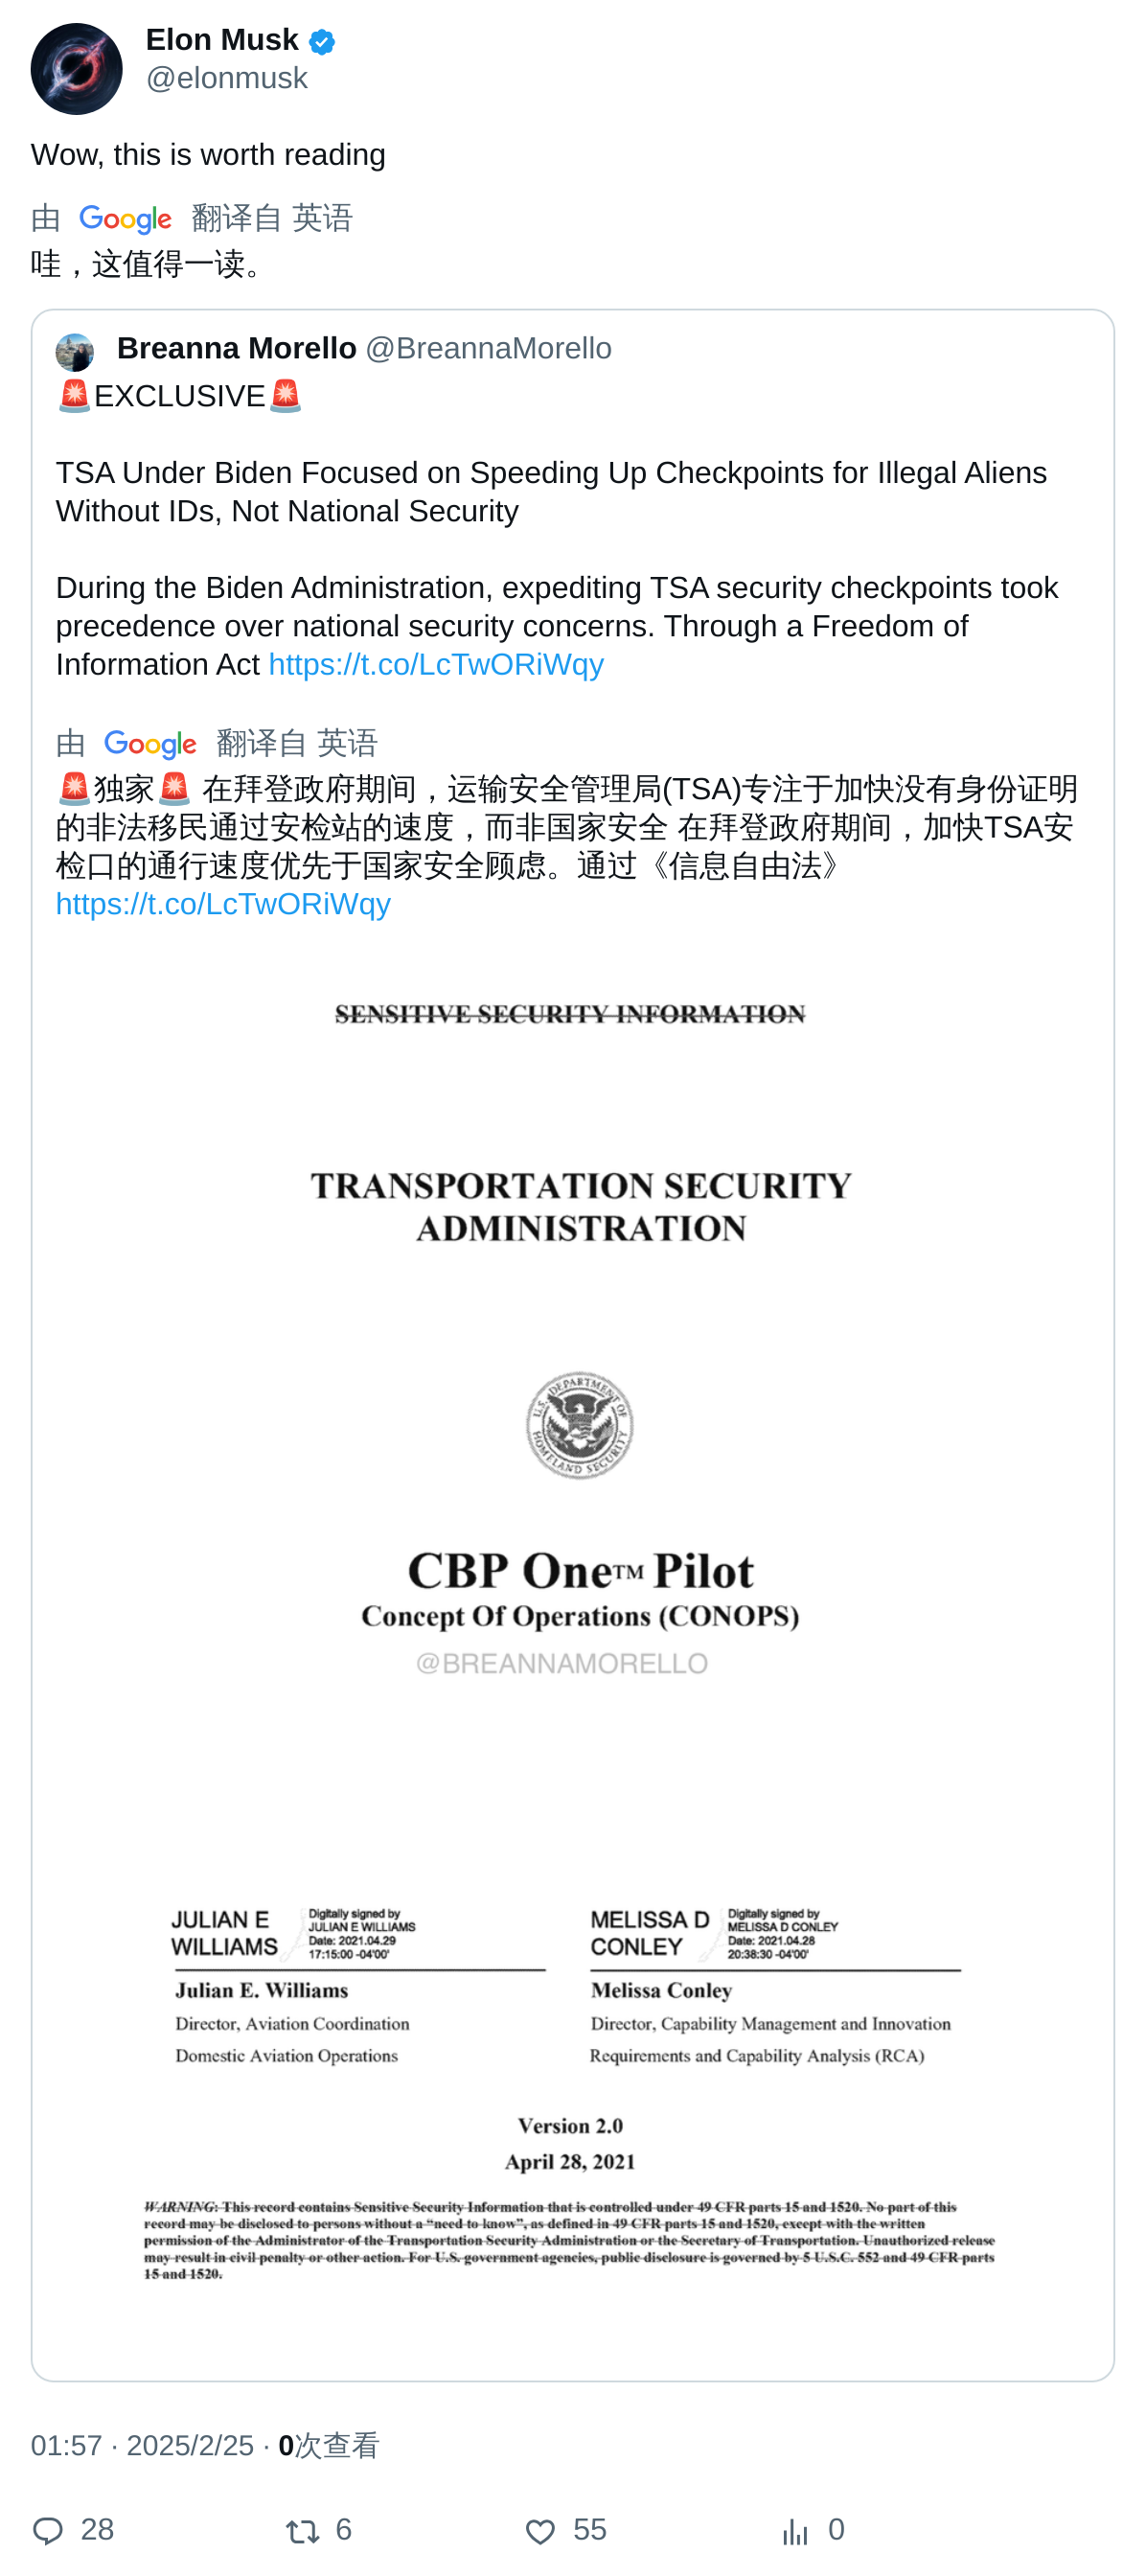 Elon Musk
@elonmusk
Wow, this is worth reading
由 Google 翻译自 英语
哇，这值得一读。
Breanna Morello @BreannaMorello
🚨EXCLUSIVE🚨
TSA Under Biden Focused on Speeding Up Checkpoints for Illegal Aliens
Without IDs, Not National Security
During the Biden Administration, expediting TSA security checkpoints took
precedence over national security concerns. Through a Freedom of
Information Act https://t.co/LcTwORiWqy
由 Google 翻译自 英语
🚨独家🚨 在拜登政府期间，运输安全管理局(TSA)专注于加快没有身份证明
的非法移民通过安检站的速度，而非国家安全 在拜登政府期间，加快TSA安
检口的通行速度优先于国家安全顾虑。通过《信息自由法》
https://t.co/LcTwORiWqy
SENSITIVE SECURITY INFORMATION
TRANSPORTATION SECURITY
ADMINISTRATION
U.S. DEPARTMENT OF
HOMELAND SECURITY
CBP One™ Pilot
Concept Of Operations (CONOPS)
@BREANNAMORELLO
JULIAN E
WILLIAMS
Digitally signed by
JULIAN E WILLIAMS
Date: 2021.04.29
17:15:00 -04'00'
MELISSA D
CONLEY
Digitally signed by
MELISSA D CONLEY
Date: 2021.04.28
20:38:30 -04'00'
Julian E. Williams
Director, Aviation Coordination
Domestic Aviation Operations
Melissa Conley
Director, Capability Management and Innovation
Requirements and Capability Analysis (RCA)
Version 2.0
April 28, 2021
WARNING: This record contains Sensitive Security Information that is controlled under 49 CFR parts 15 and 1520. No part of this
record may be disclosed to persons without a “need to know”, as defined in 49 CFR parts 15 and 1520, except with the written
permission of the Administrator of the Transportation Security Administration or the Secretary of Transportation. Unauthorized release
may result in civil penalty or other action. For U.S. government agencies, public disclosure is governed by 5 U.S.C. 552 and 49 CFR parts
15 and 1520.
01:57 · 2025/2/25 · 0次查看
28
6
55
0